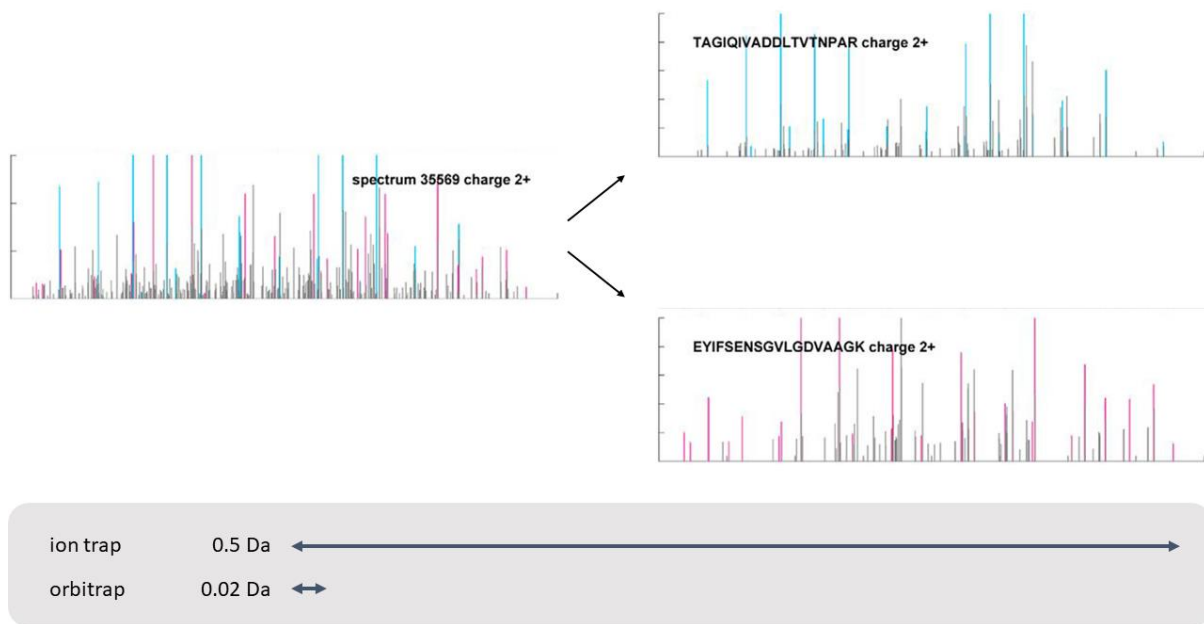 TAGIQIVADDLTVTNPAR charge 2+
spectrum 35569 charge 2+
EYIFSENSGVLGDVAAGK charge 2+
ion trap 0.5 Da
orbitrap 0.02 Da